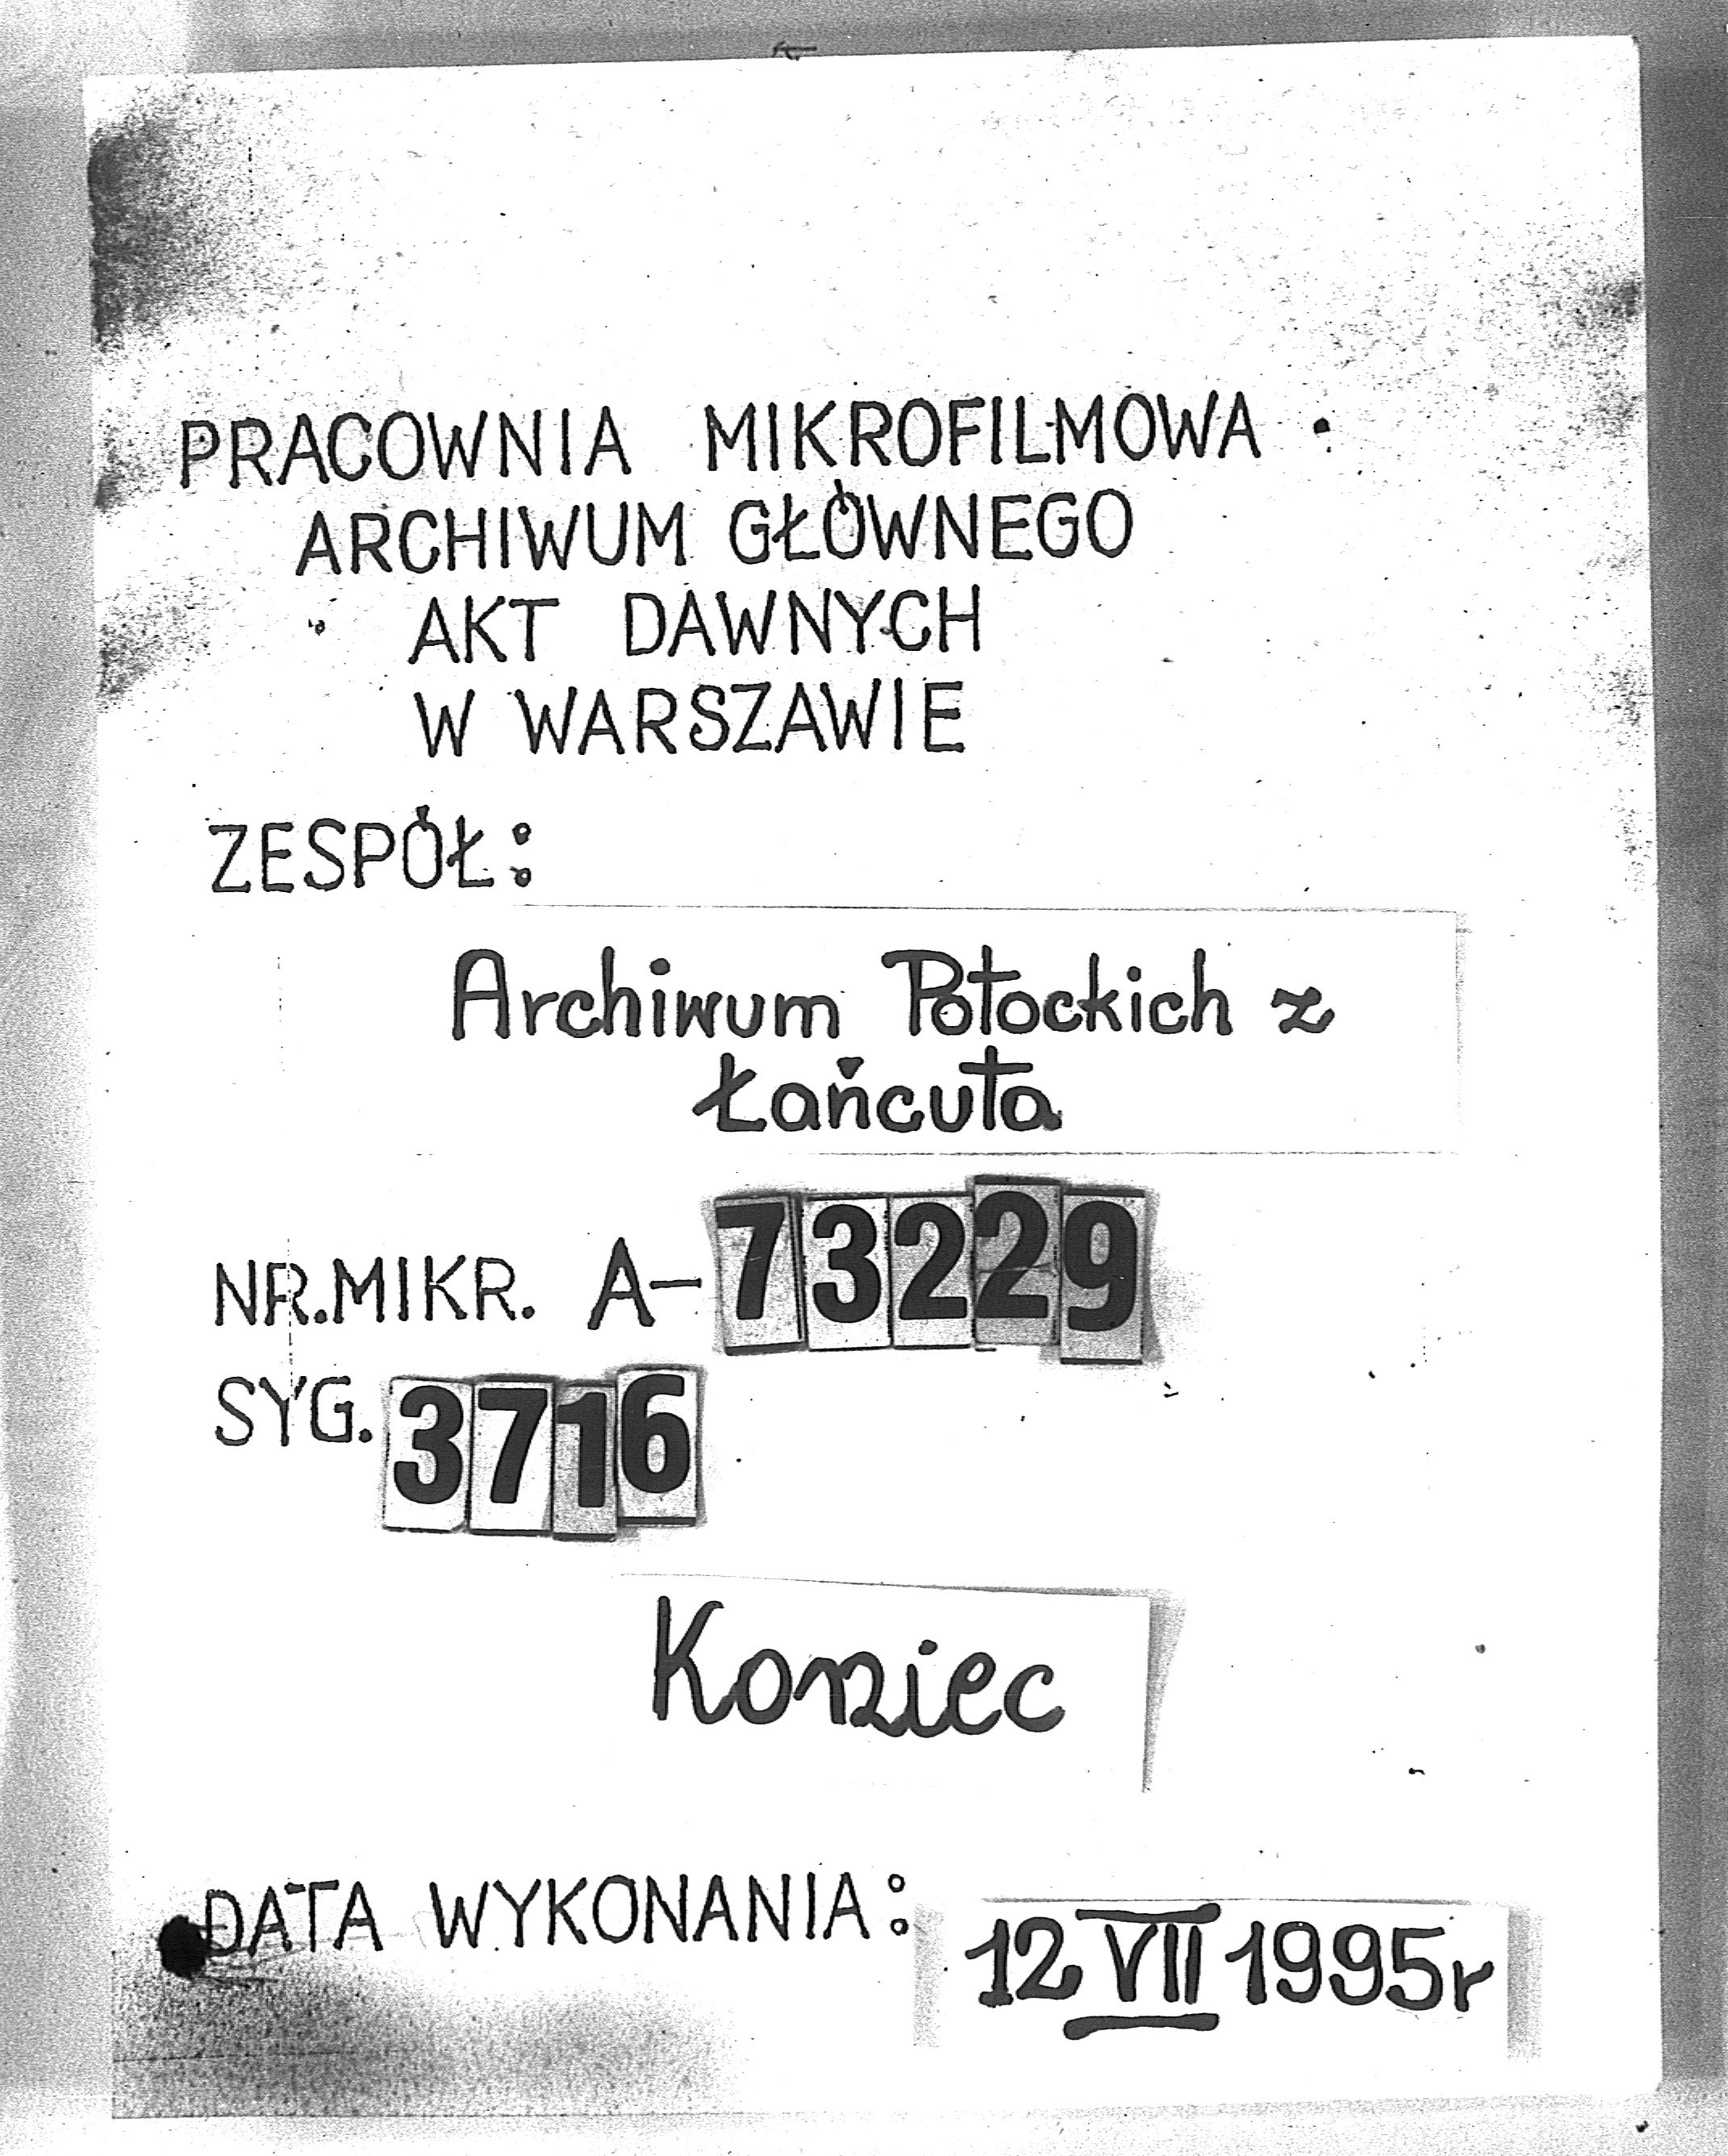 PRACOWNIA MIKROFILMOWA
ARCHIWUM GŁÓWNEGO
AKT DAWNYCH
W WARSZAWIE
ZESPÓŁ:
Archiwum Potockich z
Łańcuta
NR.MIKR. A-73229
SYG. 3716
Koniec
DATA WYKONANIA: 12 VII 1995r